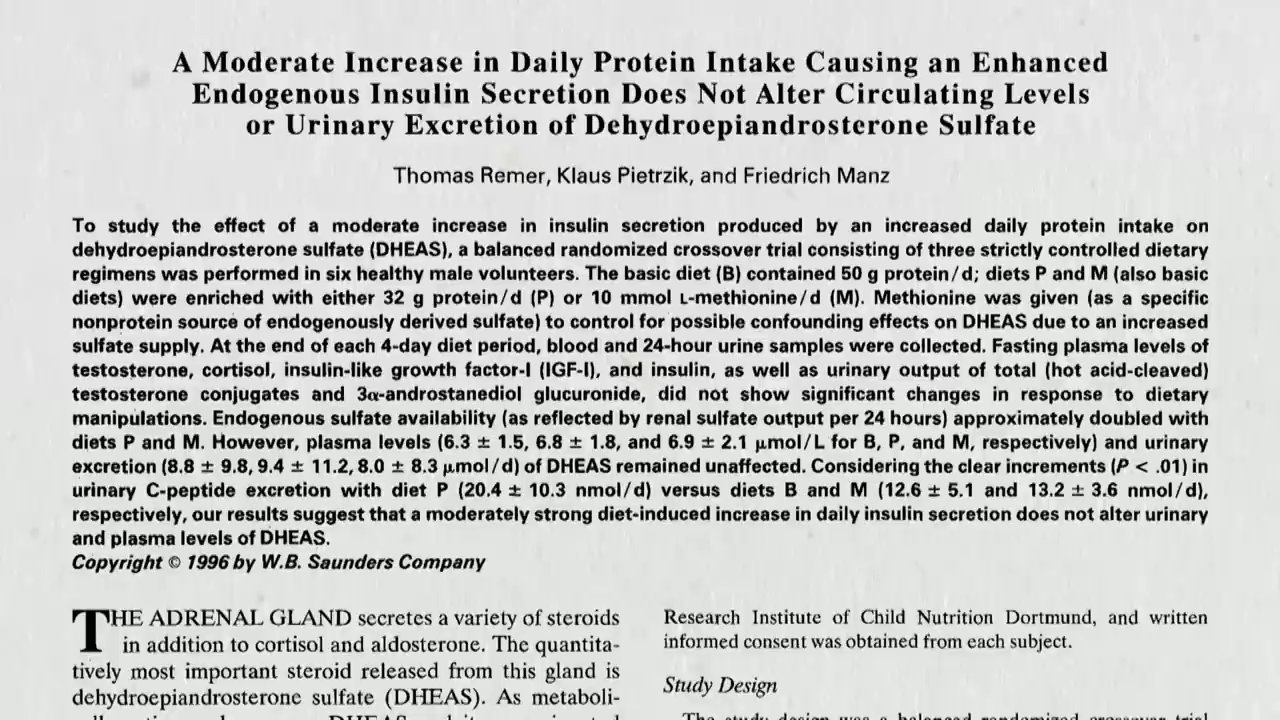 A Moderate Increase in Daily Protein Intake Causing an Enhanced
Endogenous Insulin Secretion Does Not Alter Circulating Levels
or Urinary Excretion of Dehydroepiandrosterone Sulfate
Thomas Remer, Klaus Pietrzik, and Friedrich Manz
To study the effect of a moderate increase in insulin secretion produced by an increased daily protein intake on
dehydroepiandrosterone sulfate (DHEAS), a balanced randomized crossover trial consisting of three strictly controlled dietary
regimens was performed in six healthy male volunteers. The basic diet (B) contained 50 g protein/d; diets P and M (also basic
diets) were enriched with either 32 g protein/d (P) or 10 mmol L-methionine/d (M). Methionine was given (as a specific
nonprotein source of endogenously derived sulfate) to control for possible confounding effects on DHEAS due to an increased
sulfate supply. At the end of each 4-day diet period, blood and 24-hour urine samples were collected. Fasting plasma levels of
testosterone, cortisol, insulin-like growth factor-I (IGF-I), and insulin, as well as urinary output of total (hot acid-cleaved)
testosterone conjugates and 3α-androstanediol glucuronide, did not show significant changes in response to dietary
manipulations. Endogenous sulfate availability (as reflected by renal sulfate output per 24 hours) approximately doubled with
diets P and M. However, plasma levels (6.3 ± 1.5, 6.8 ± 1.8, and 6.9 ± 2.1 μmol/L for B, P, and M, respectively) and urinary
excretion (8.8 ± 9.8, 9.4 ± 11.2, 8.0 ± 8.3 μmol/d) of DHEAS remained unaffected. Considering the clear increments (P < .01) in
urinary C-peptide excretion with diet P (20.4 ± 10.3 nmol/d) versus diets B and M (12.6 ± 5.1 and 13.2 ± 3.6 nmol/d),
respectively, our results suggest that a moderately strong diet-induced increase in daily insulin secretion does not alter urinary
and plasma levels of DHEAS.
Copyright © 1996 by W.B. Saunders Company
THE ADRENAL GLAND secretes a variety of steroids
in addition to cortisol and aldosterone. The quantita-
tively most important steroid released from this gland is
dehydroepiandrosterone sulfate (DHEAS). As metaboli-
Research Institute of Child Nutrition Dortmund, and written
informed consent was obtained from each subject.
Study Design
The study design was a balanced randomized crossover trial